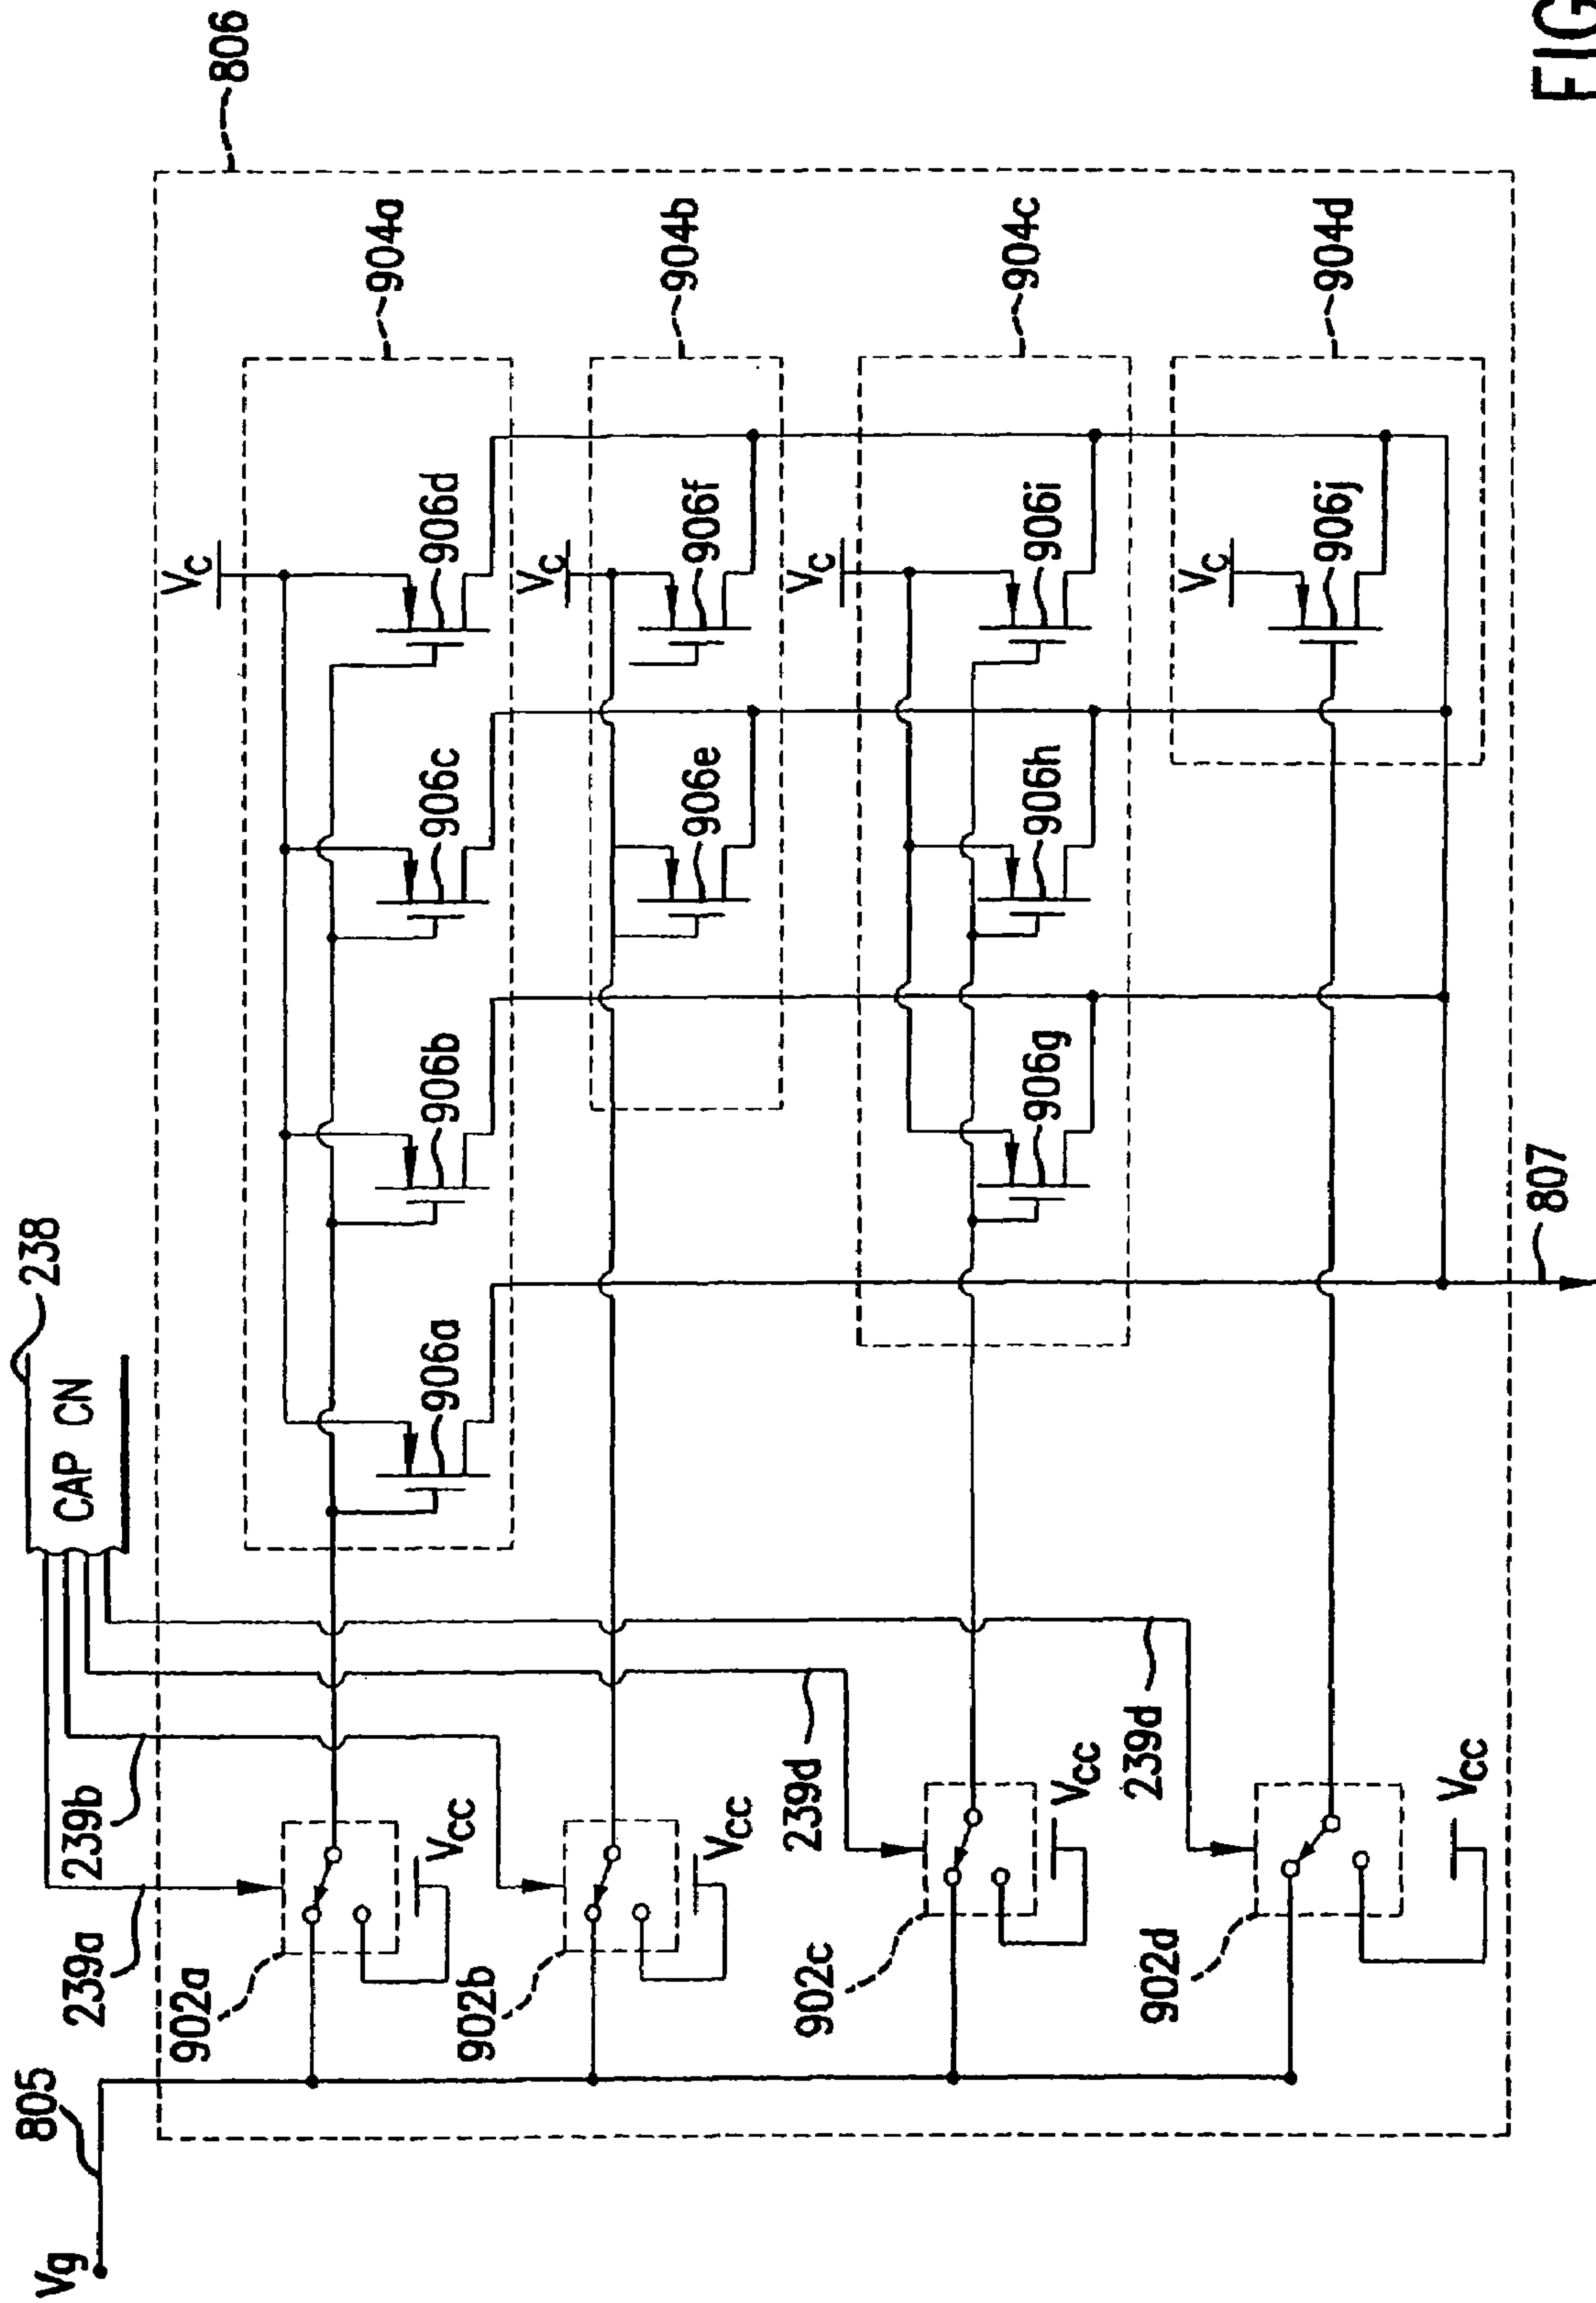 806
904a
904b
904c
904d
VC
906d
VC
906f
VC
906i
VC
906j
906c
906e
906h
906b
906g
906a
238
CAP CN
807
239a
239b
239d
239d
902a
VCC
902b
VCC
902c
VCC
902d
VCC
805
Vg
FIG